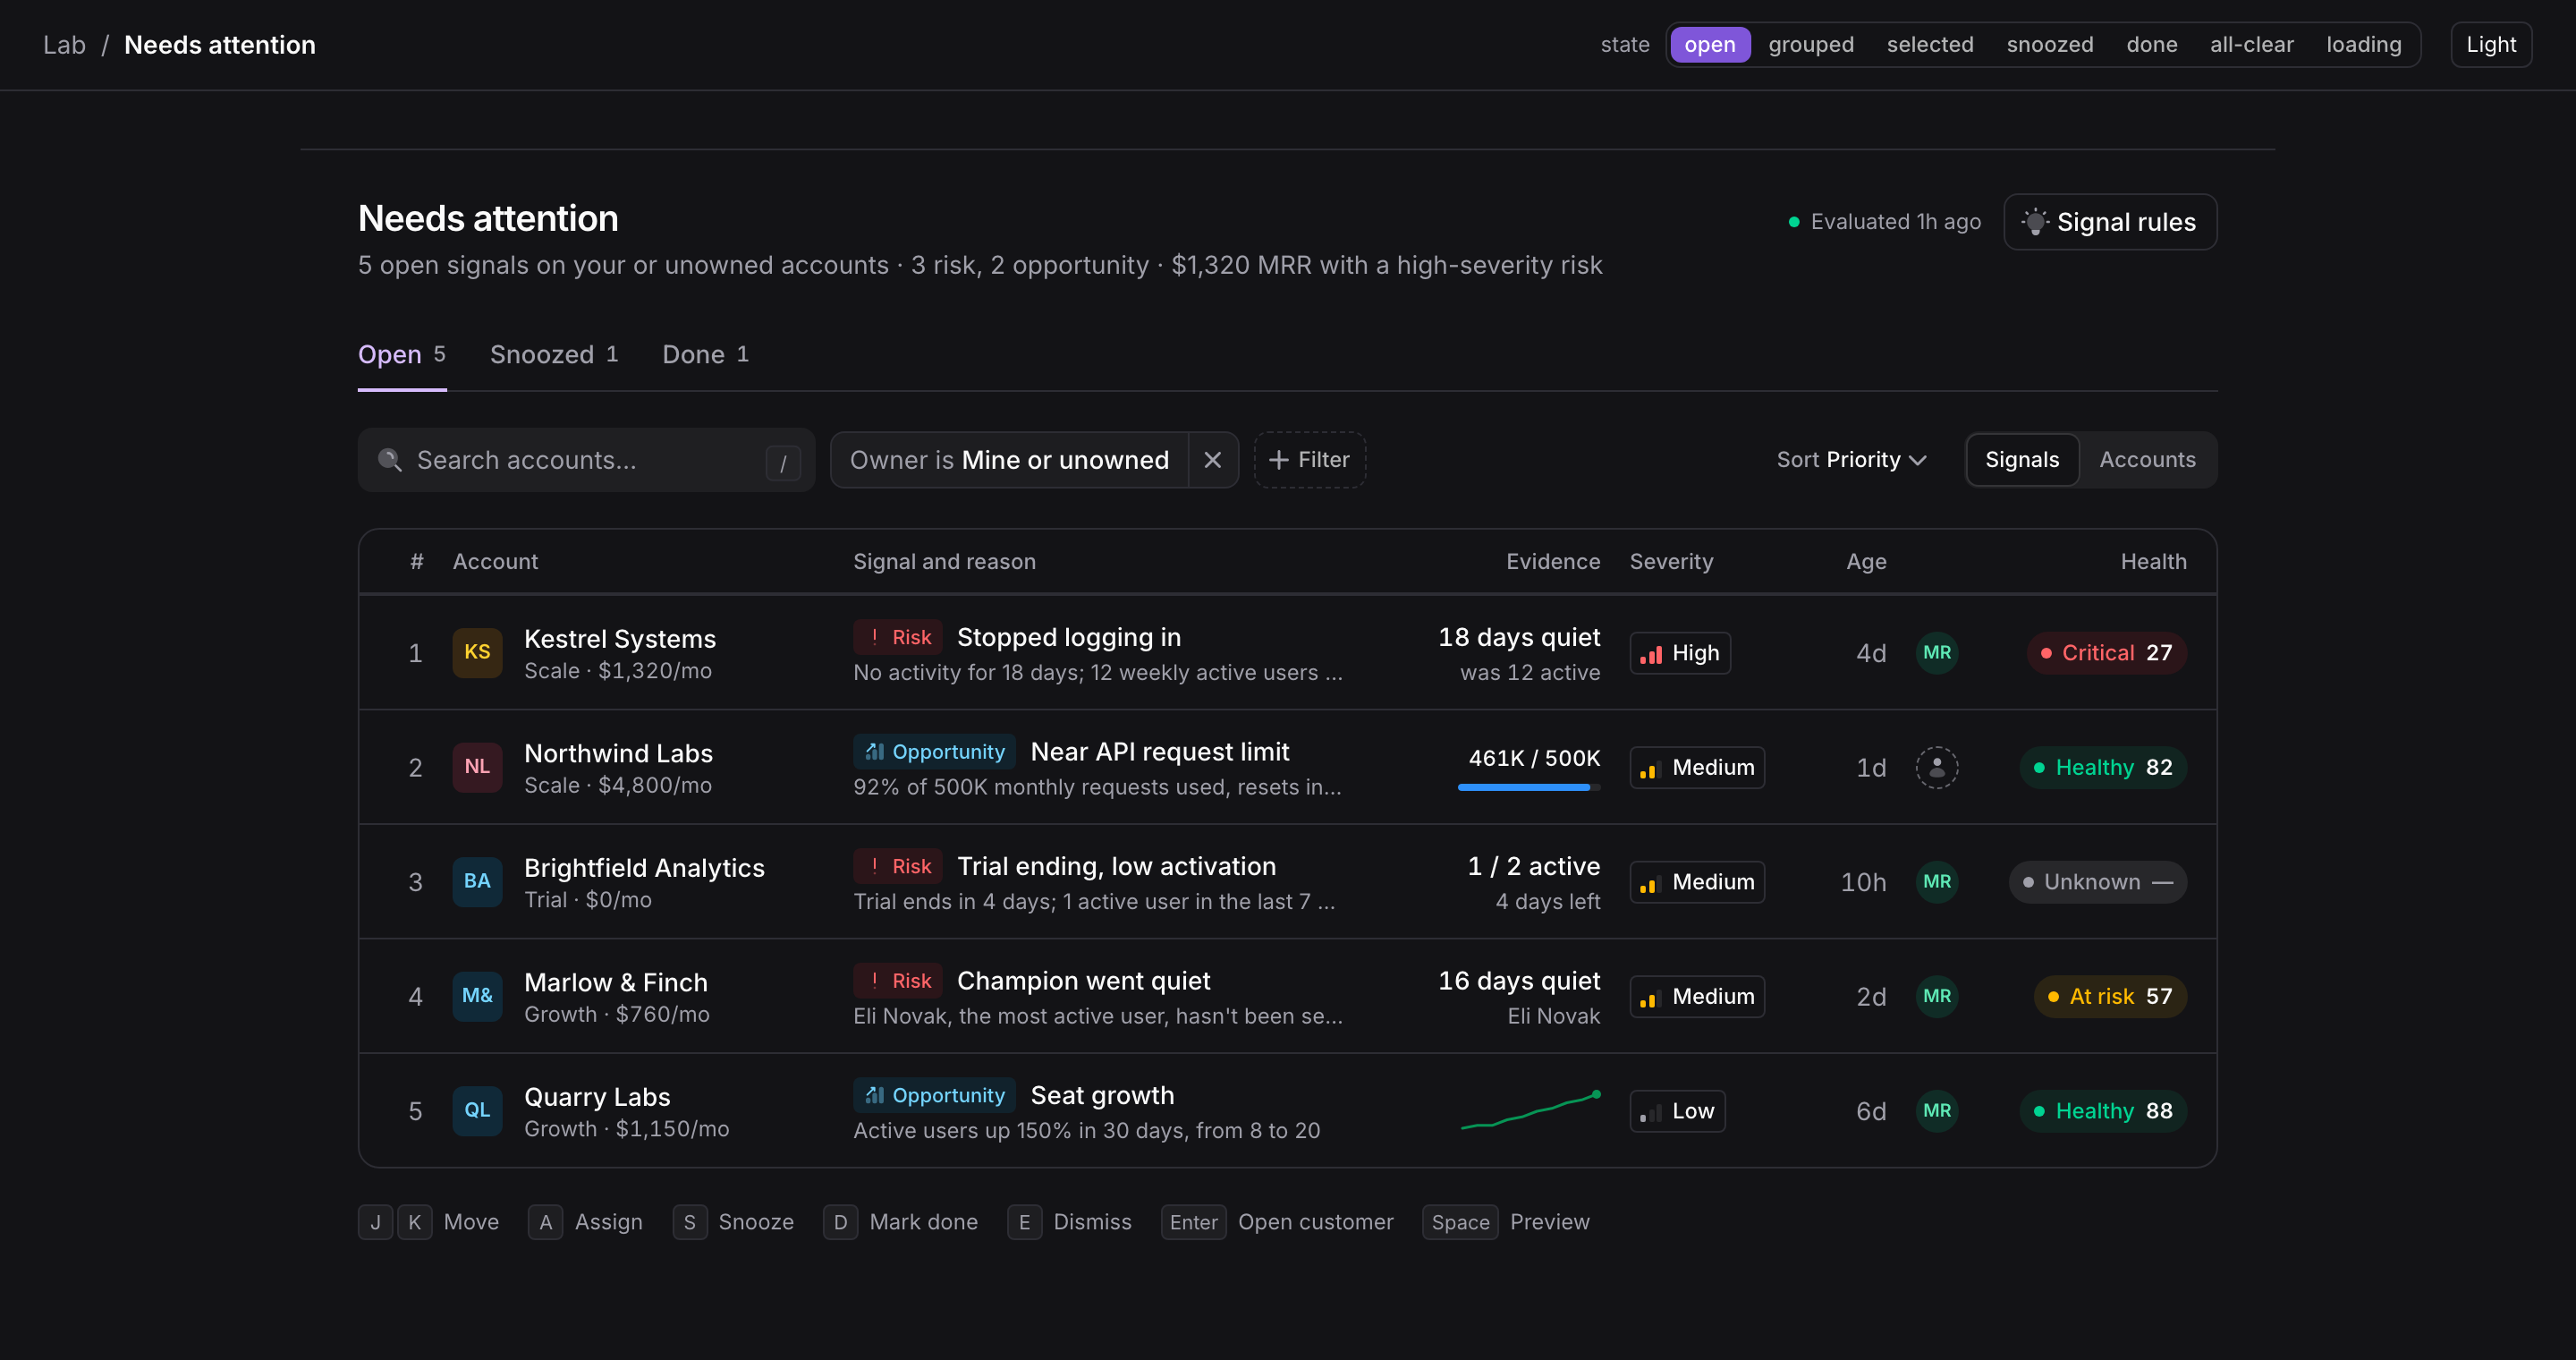 Lab / Needs attention
state open grouped selected snoozed done all-clear loading Light
Needs attention
Evaluated 1h ago Signal rules
5 open signals on your or unowned accounts · 3 risk, 2 opportunity · $1,320 MRR with a high-severity risk
Open 5 Snoozed 1 Done 1
Search accounts... / Owner is Mine or unowned Filter Sort Priority Signals Accounts
# Account Signal and reason Evidence Severity Age Health
1 KS Kestrel Systems ! Risk Stopped logging in 18 days quiet High 4d MR Critical 27
Scale · $1,320/mo No activity for 18 days; 12 weekly active users ... was 12 active
2 NL Northwind Labs Opportunity Near API request limit 461K / 500K Medium 1d Healthy 82
Scale · $4,800/mo 92% of 500K monthly requests used, resets in...
3 BA Brightfield Analytics ! Risk Trial ending, low activation 1 / 2 active Medium 10h MR Unknown —
Trial · $0/mo Trial ends in 4 days; 1 active user in the last 7 ... 4 days left
4 M& Marlow & Finch ! Risk Champion went quiet 16 days quiet Medium 2d MR At risk 57
Growth · $760/mo Eli Novak, the most active user, hasn't been se... Eli Novak
5 QL Quarry Labs Opportunity Seat growth Low 6d MR Healthy 88
Growth · $1,150/mo Active users up 150% in 30 days, from 8 to 20
J K Move A Assign S Snooze D Mark done E Dismiss Enter Open customer Space Preview